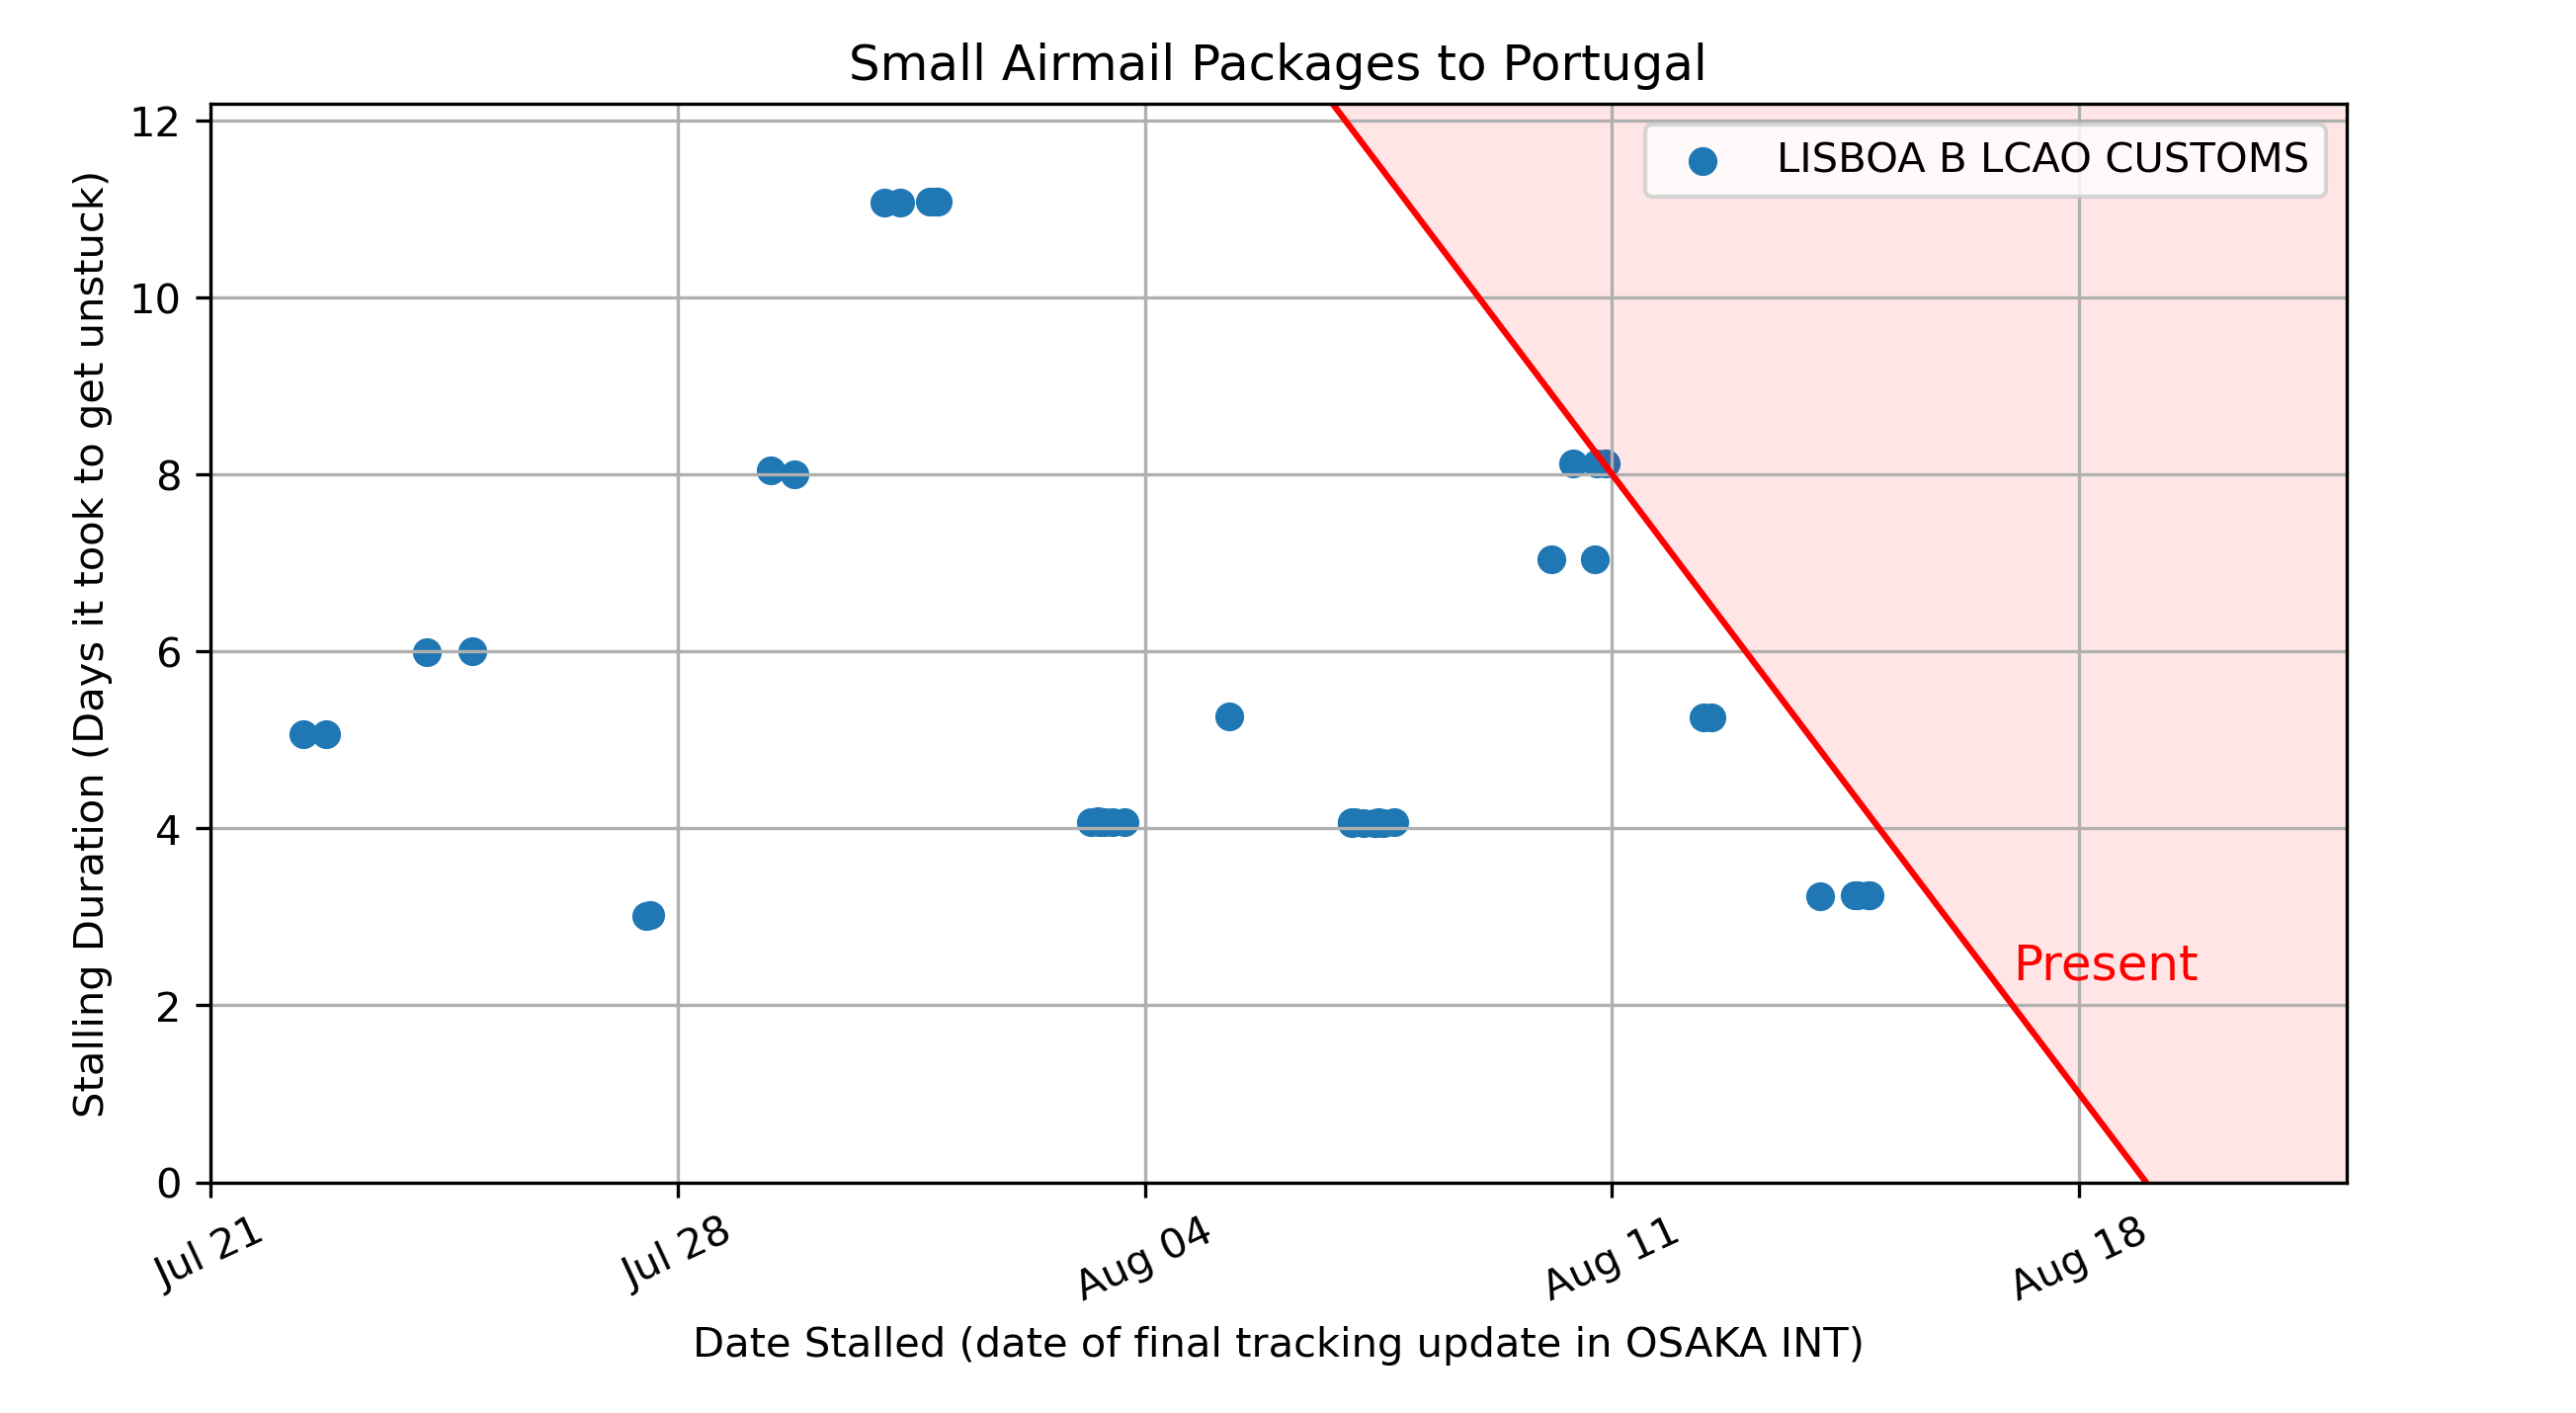 Small Airmail Packages to Portugal
Stalling Duration (Days it took to get unstuck)
12
10
8
6
4
2
0
LISBOA B LCAO CUSTOMS
Present
Jul 21
Jul 28
Aug 04
Aug 11
Aug 18
Date Stalled (date of final tracking update in OSAKA INT)